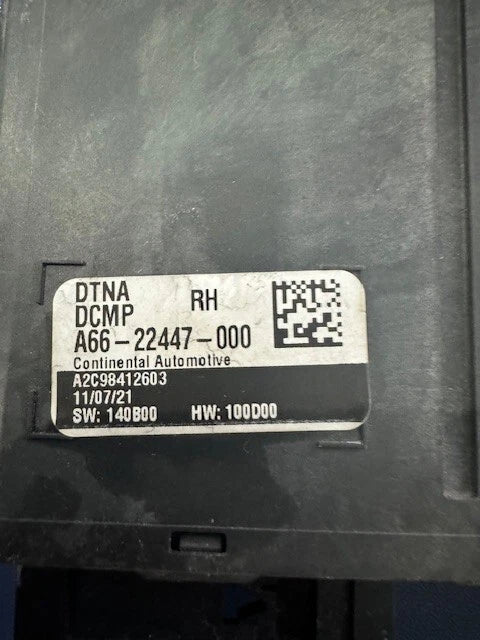 DTNA RH
DCMP
A66-22447-000
Continental Automotive
A2C98412603
11/07/21
SW: 140B00 HW: 100D00